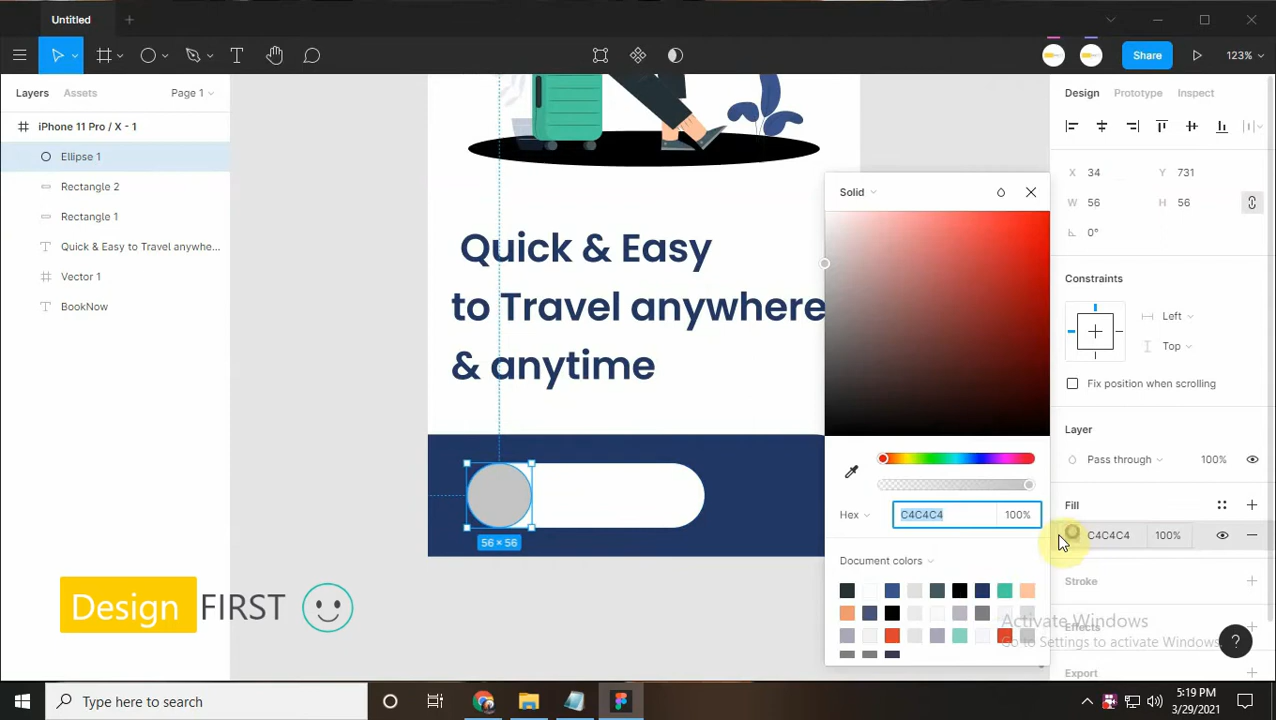 Untitled
Share
123%
Layers
Assets
Page 1
Design
Prototype
Inspect
iPhone 11 Pro / X - 1
Ellipse 1
Rectangle 2
Rectangle 1
Quick & Easy to Travel anywhe...
Vector 1
BookNow
X 34
Y 731
W 56
H 56
0°
Constraints
Left
Top
Fix position when scrolling
Layer
Pass through
100%
Fill
C4C4C4
100%
Stroke
Effects
Export
Solid
Hex
C4C4C4
100%
Document colors
Quick & Easy
to Travel anywhere
& anytime
56 × 56
Design FIRST
Activate Windows
Go to Settings to activate Windows.
?
Type here to search
5:19 PM
3/29/2021